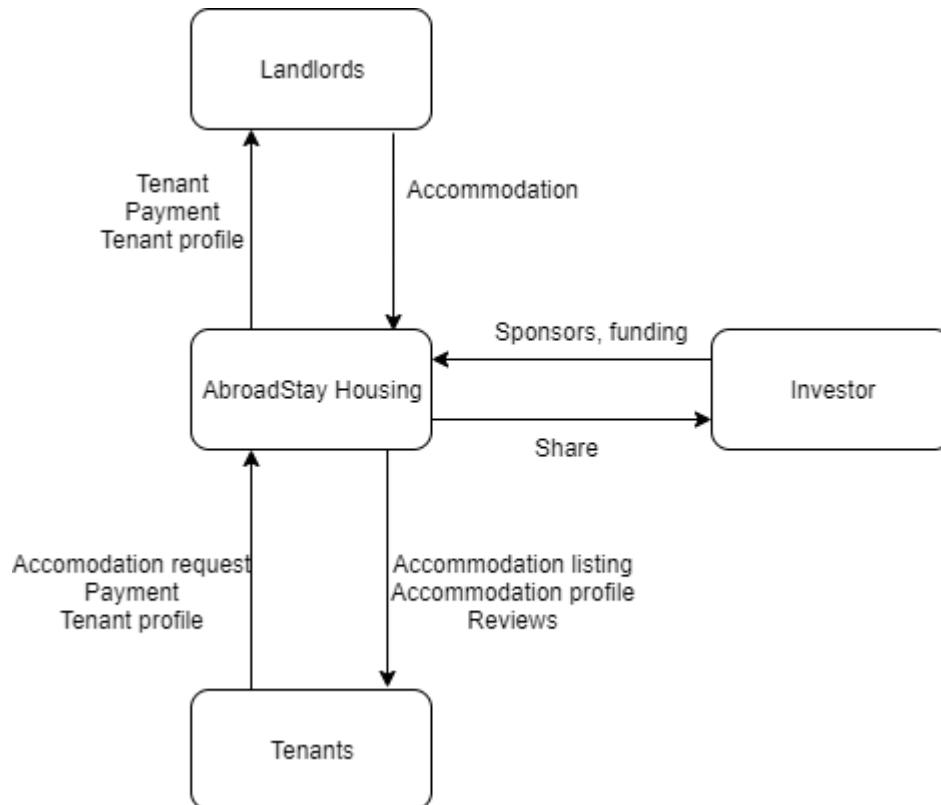 Landlords
Tenant
Payment
Tenant profile
Accommodation
Sponsors, funding
AbroadStay Housing
Investor
Share
Accomodation request
Payment
Tenant profile
Accommodation listing
Accommodation profile
Reviews
Tenants